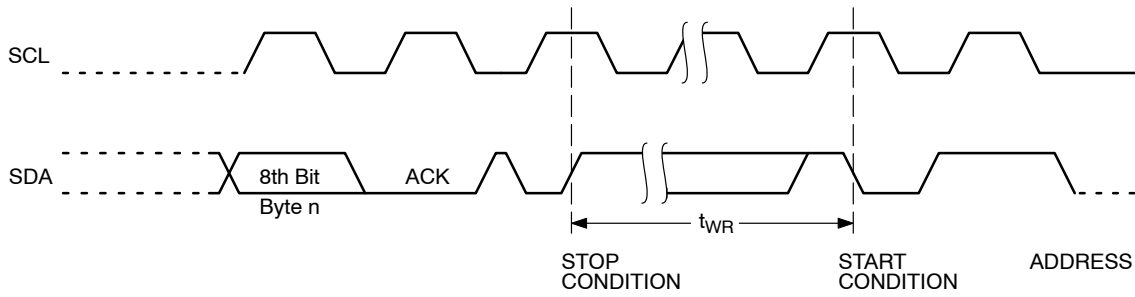 SCL
SDA
8th Bit
Byte n
ACK
tWR
STOP
CONDITION
START
CONDITION
ADDRESS